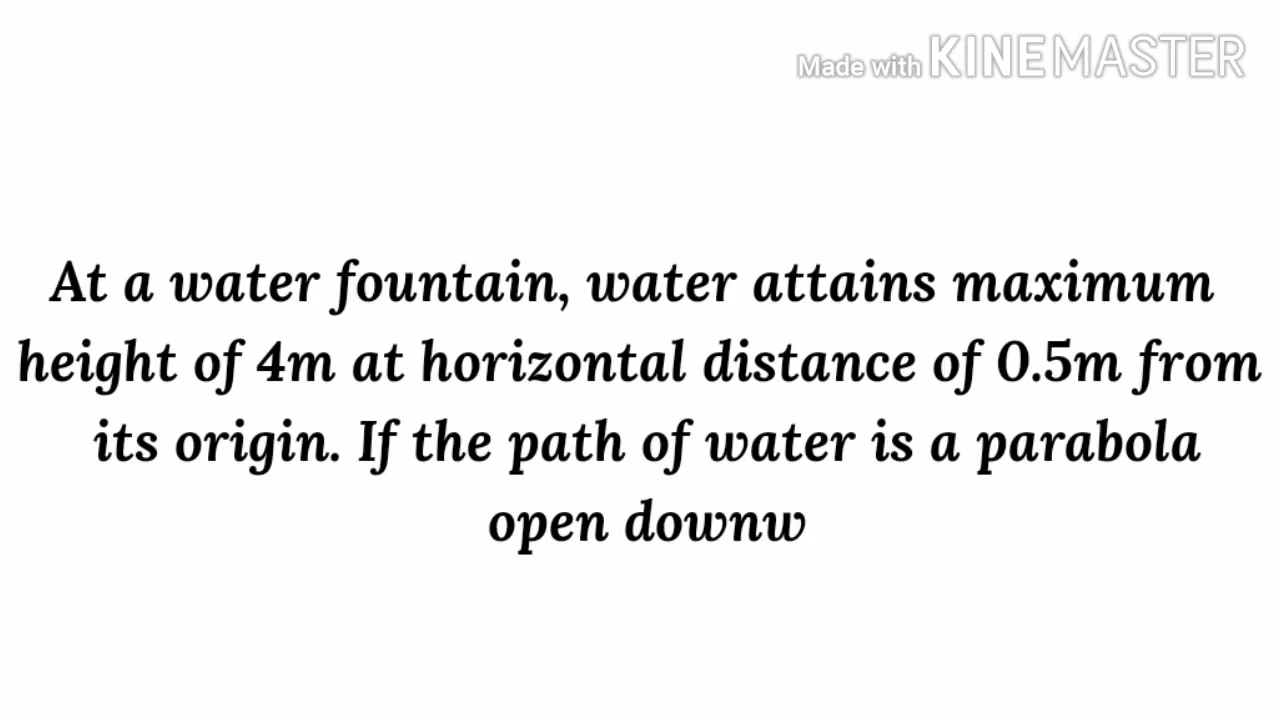 Made with KINEMASTER
At a water fountain, water attains maximum
height of 4m at horizontal distance of 0.5m from
its origin. If the path of water is a parabola
open downw